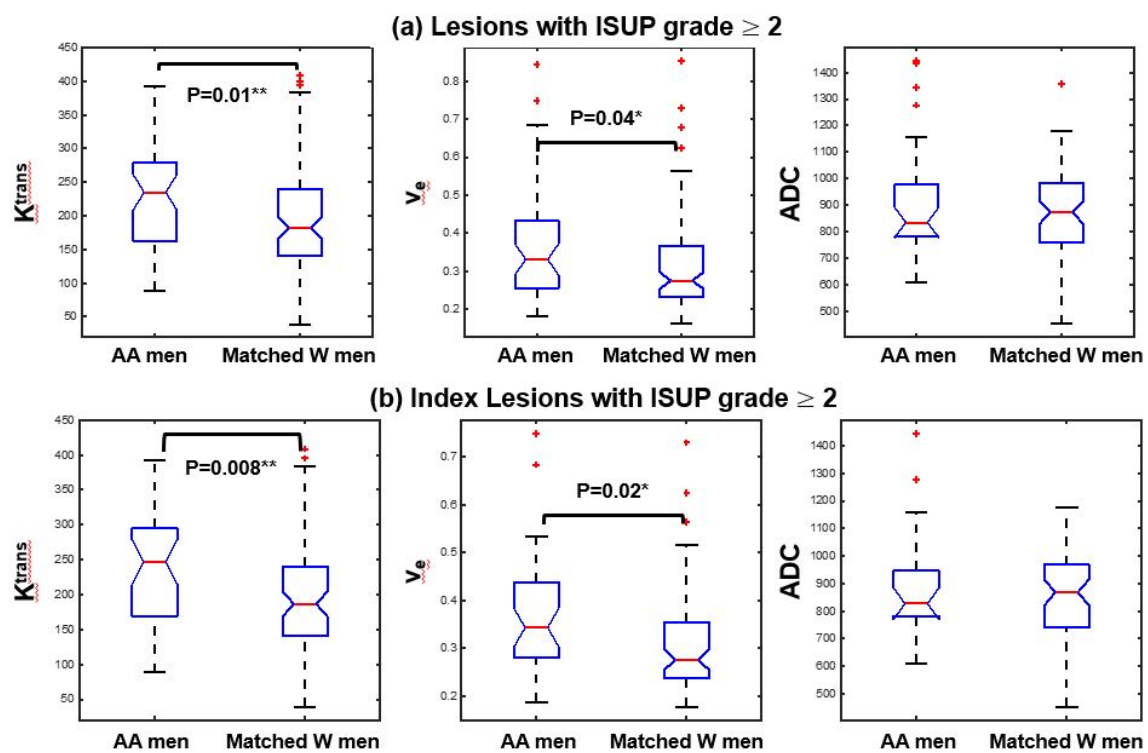 (a) Lesions with ISUP grade ≥ 2
450
400
350
300
250
200
150
100
50
Ktrans
P=0.01**
AA men
Matched W men
0.8
0.7
0.6
0.5
0.4
0.3
0.2
ve
P=0.04*
AA men
Matched W men
1400
1300
1200
1100
1000
900
800
700
600
500
ADC
AA men
Matched W men
(b) Index Lesions with ISUP grade ≥ 2
450
400
350
300
250
200
150
100
50
Ktrans
P=0.008**
AA men
Matched W men
0.7
0.6
0.5
0.4
0.3
0.2
ve
P=0.02*
AA men
Matched W men
1400
1300
1200
1100
1000
900
800
700
600
500
ADC
AA men
Matched W men